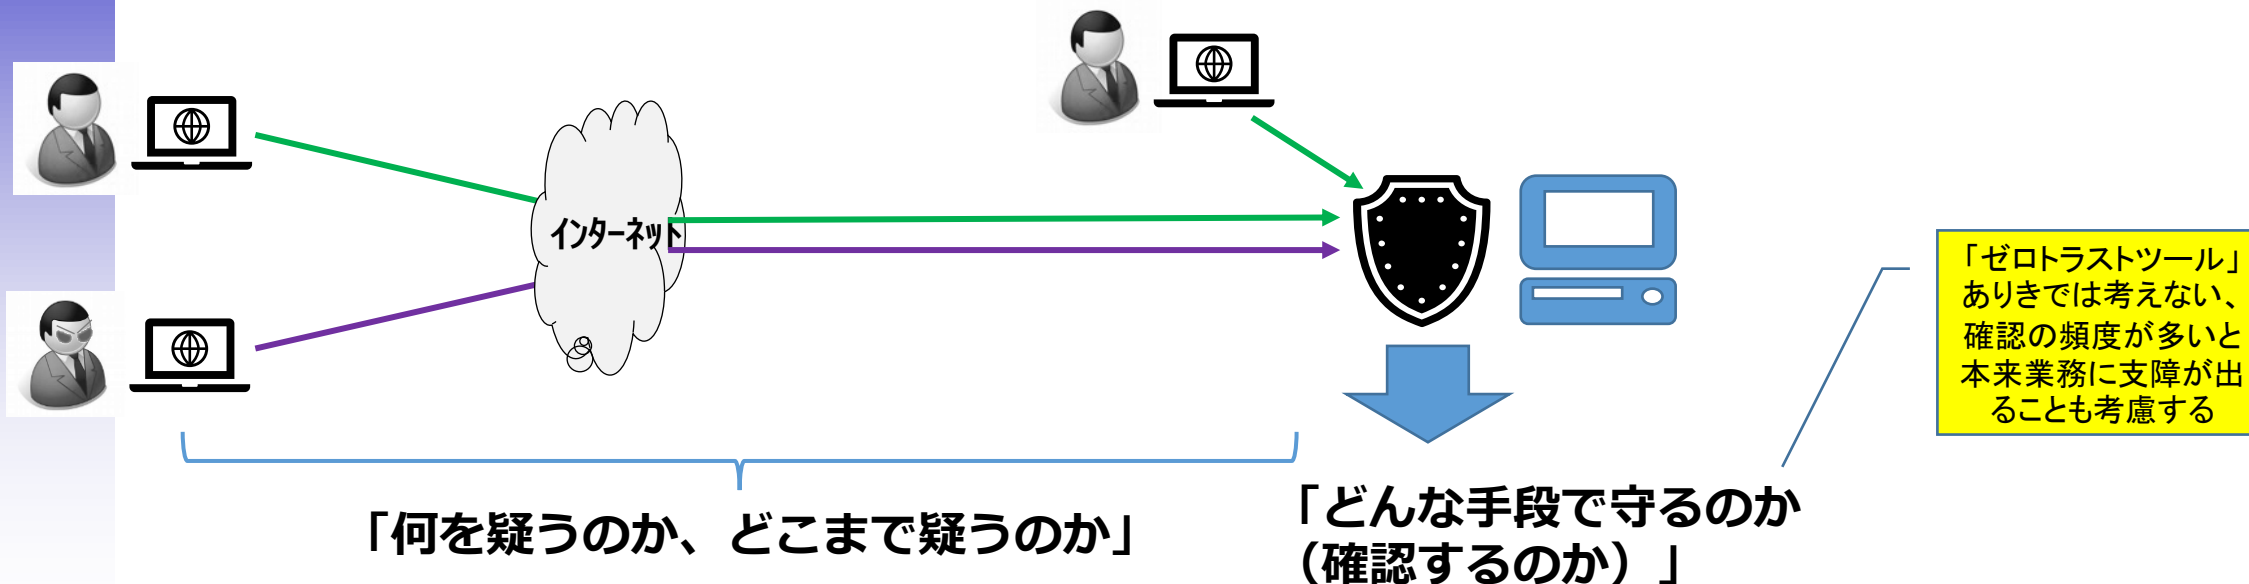 インターネット
「ゼロトラストツール」
ありきでは考えない、
確認の頻度が多いと
本来業務に支障が出
ることも考慮する
「何を疑うのか、どこまで疑うのか」
「どんな手段で守るのか
（確認するのか）」